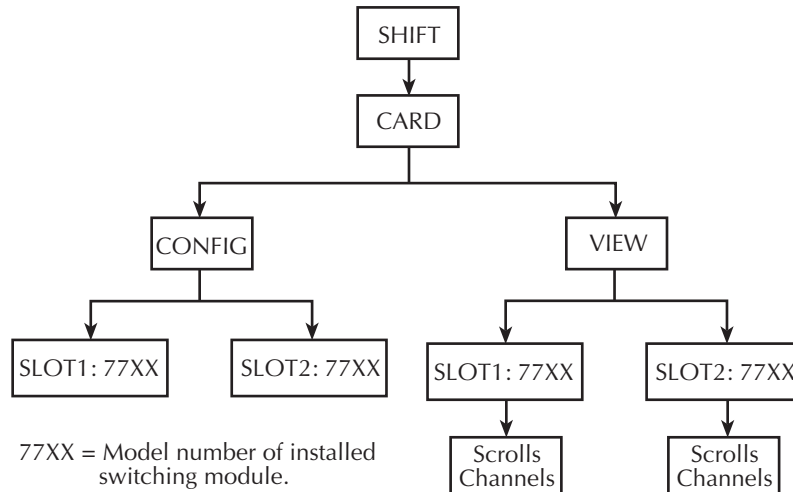 SHIFT
CARD
CONFIG
VIEW
SLOT1: 77XX
SLOT2: 77XX
SLOT1: 77XX
SLOT2: 77XX
77XX = Model number of installed
switching module.
Scrolls
Channels
Scrolls
Channels